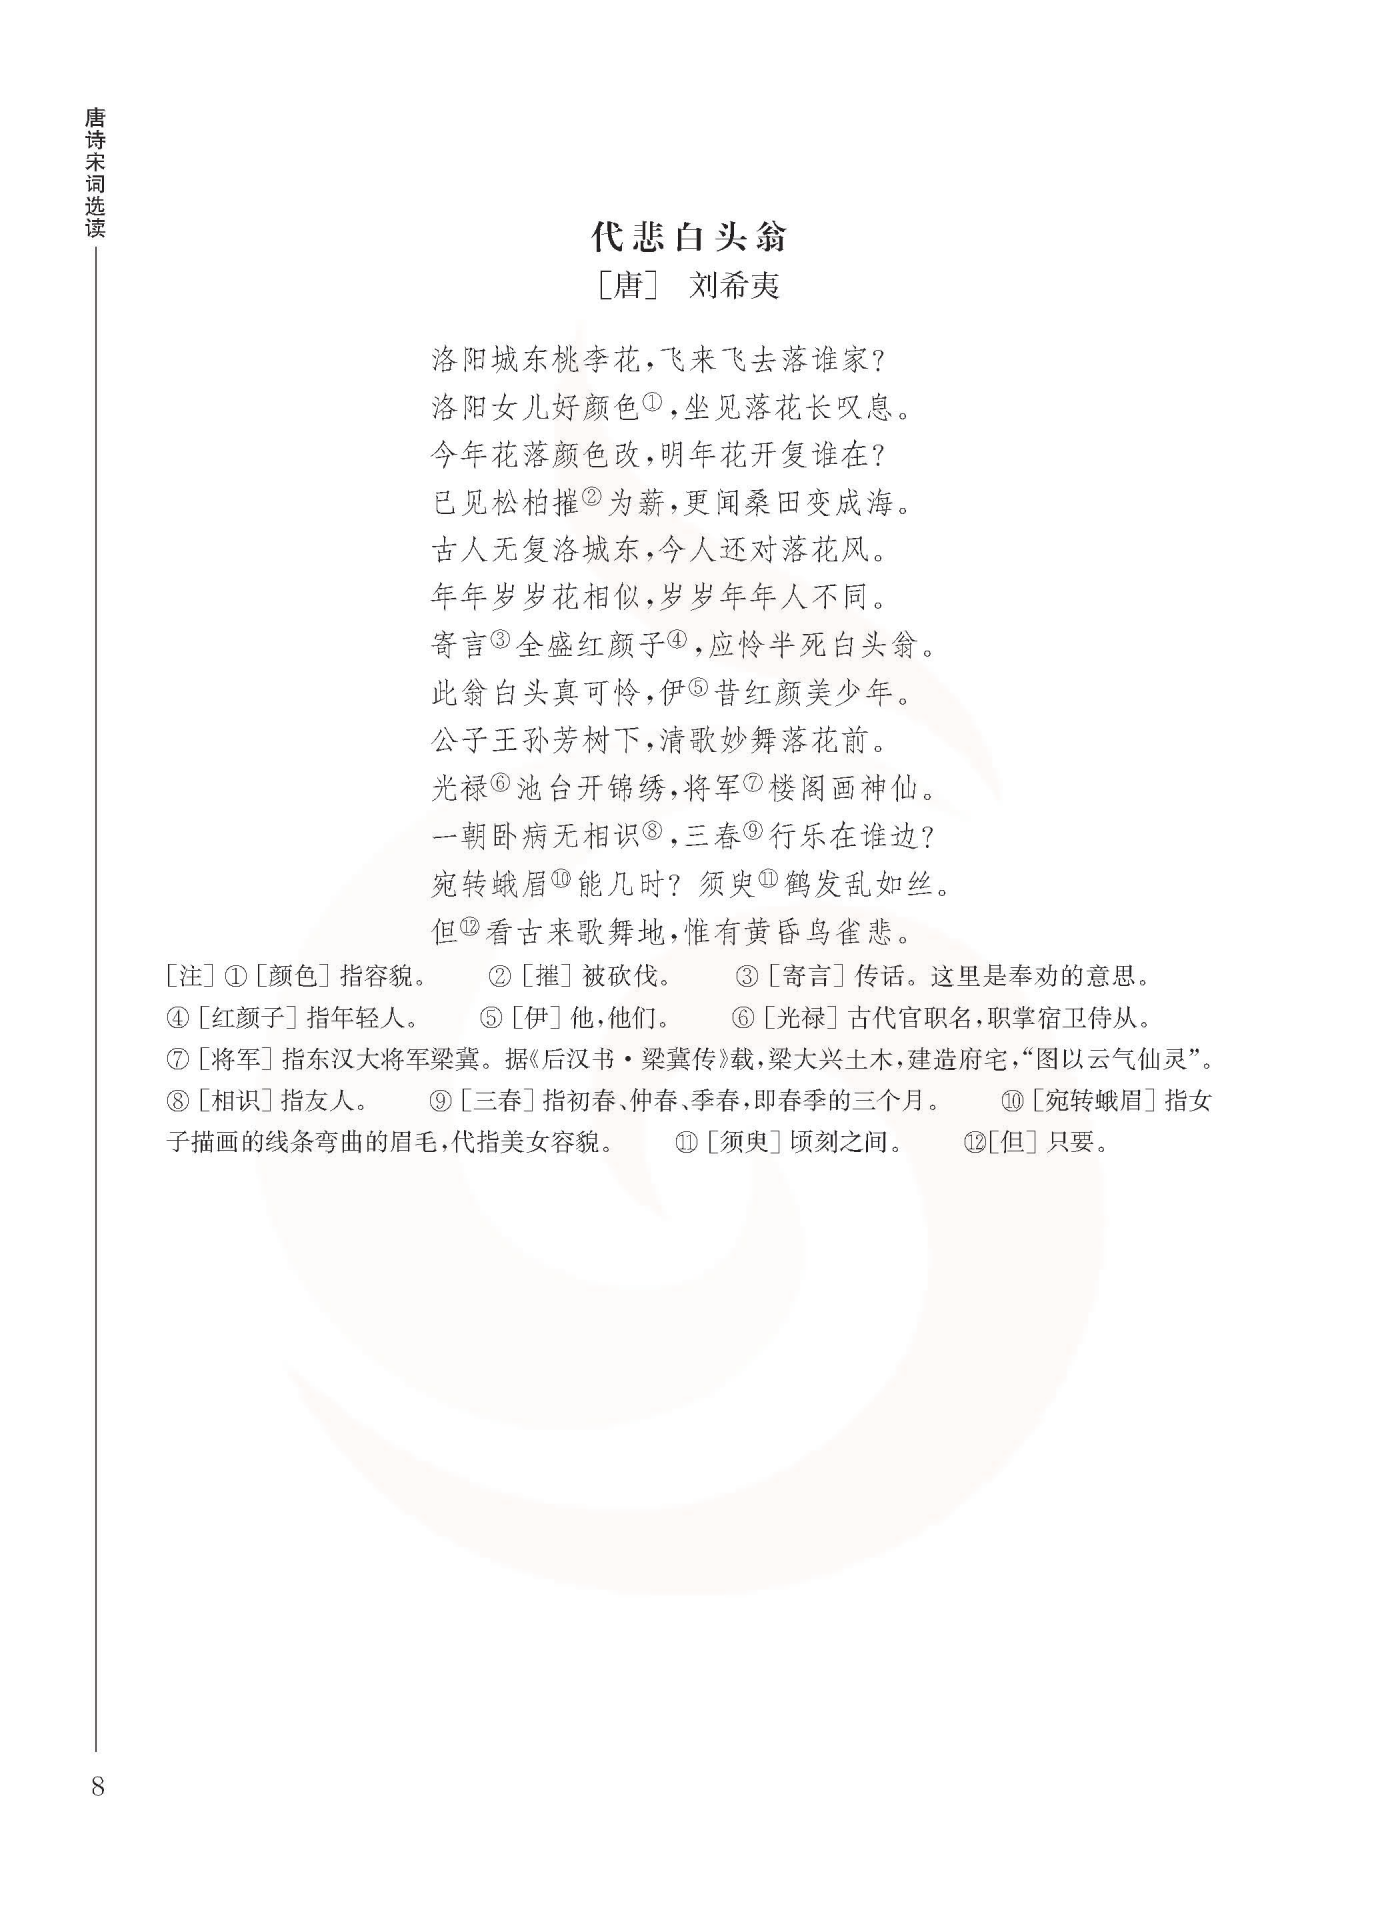 唐诗宋词选读
代悲白头翁
［唐］ 刘希夷
洛阳城东桃李花，飞来飞去落谁家？
洛阳女儿好颜色①，坐见落花长叹息。
今年花落颜色改，明年花开复谁在？
已见松柏摧②为薪，更闻桑田变成海。
古人无复洛城东，今人还对落花风。
年年岁岁花相似，岁岁年年人不同。
寄言③全盛红颜子④，应怜半死白头翁。
此翁白头真可怜，伊⑤昔红颜美少年。
公子王孙芳树下，清歌妙舞落花前。
光禄⑥池台开锦绣，将军⑦楼阁画神仙。
一朝卧病无相识⑧，三春⑨行乐在谁边？
宛转蛾眉⑩能几时？须臾⑪鹤发乱如丝。
但⑫看古来歌舞地，惟有黄昏鸟雀悲。
［注］①［颜色］指容貌。 ②［摧］被砍伐。 ③［寄言］传话。这里是奉劝的意思。
④［红颜子］指年轻人。 ⑤［伊］他，他们。 ⑥［光禄］古代官职名，职掌宿卫侍从。
⑦［将军］指东汉大将军梁冀。据《后汉书·梁冀传》载，梁大兴土木，建造府宅，“图以云气仙灵”。
⑧［相识］指友人。 ⑨［三春］指初春、仲春、季春，即春季的三个月。 ⑩［宛转蛾眉］指女
子描画的线条弯曲的眉毛，代指美女容貌。 ⑪［须臾］顷刻之间。 ⑫［但］只要。
8